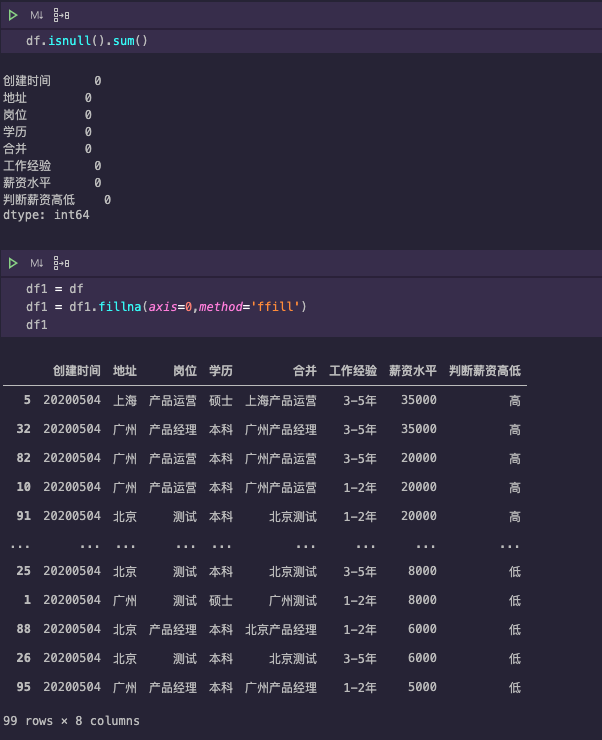 M↓
df.isnull().sum()
创建时间 0
地址 0
岗位 0
学历 0
合并 0
工作经验 0
薪资水平 0
判断薪资高低 0
dtype: int64
M↓
df1 = df
df1 = df1.fillna(axis=0,method='ffill')
df1
创建时间 地址 岗位 学历 合并 工作经验 薪资水平 判断薪资高低
5 20200504 上海 产品运营 硕士 上海产品运营 3-5年 35000 高
32 20200504 广州 产品经理 本科 广州产品经理 3-5年 35000 高
82 20200504 广州 产品运营 本科 广州产品运营 3-5年 20000 高
10 20200504 广州 产品运营 本科 广州产品运营 1-2年 20000 高
91 20200504 北京 测试 本科 北京测试 1-2年 20000 高
... ... ... ... ... ... ... ... ...
25 20200504 北京 测试 本科 北京测试 3-5年 8000 低
1 20200504 广州 测试 硕士 广州测试 1-2年 8000 低
88 20200504 北京 产品经理 本科 北京产品经理 1-2年 6000 低
26 20200504 北京 测试 本科 北京测试 3-5年 6000 低
95 20200504 广州 产品经理 本科 广州产品经理 1-2年 5000 低
99 rows × 8 columns